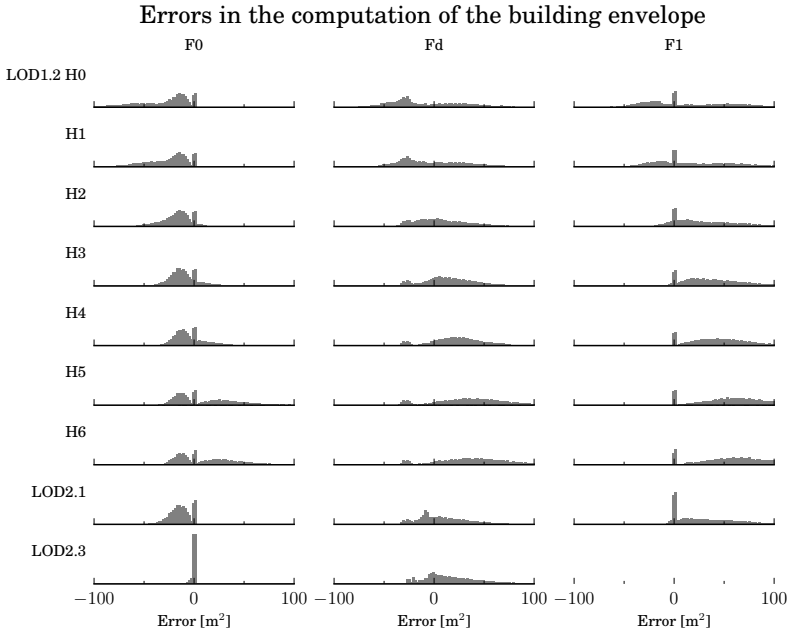 Errors in the computation of the building envelope
F0 Fd F1
LOD1.2 H0
H1
H2
H3
H4
H5
H6
LOD2.1
LOD2.3
−100 0 100 −100 0 100 −100 0 100
Error [m²] Error [m²] Error [m²]